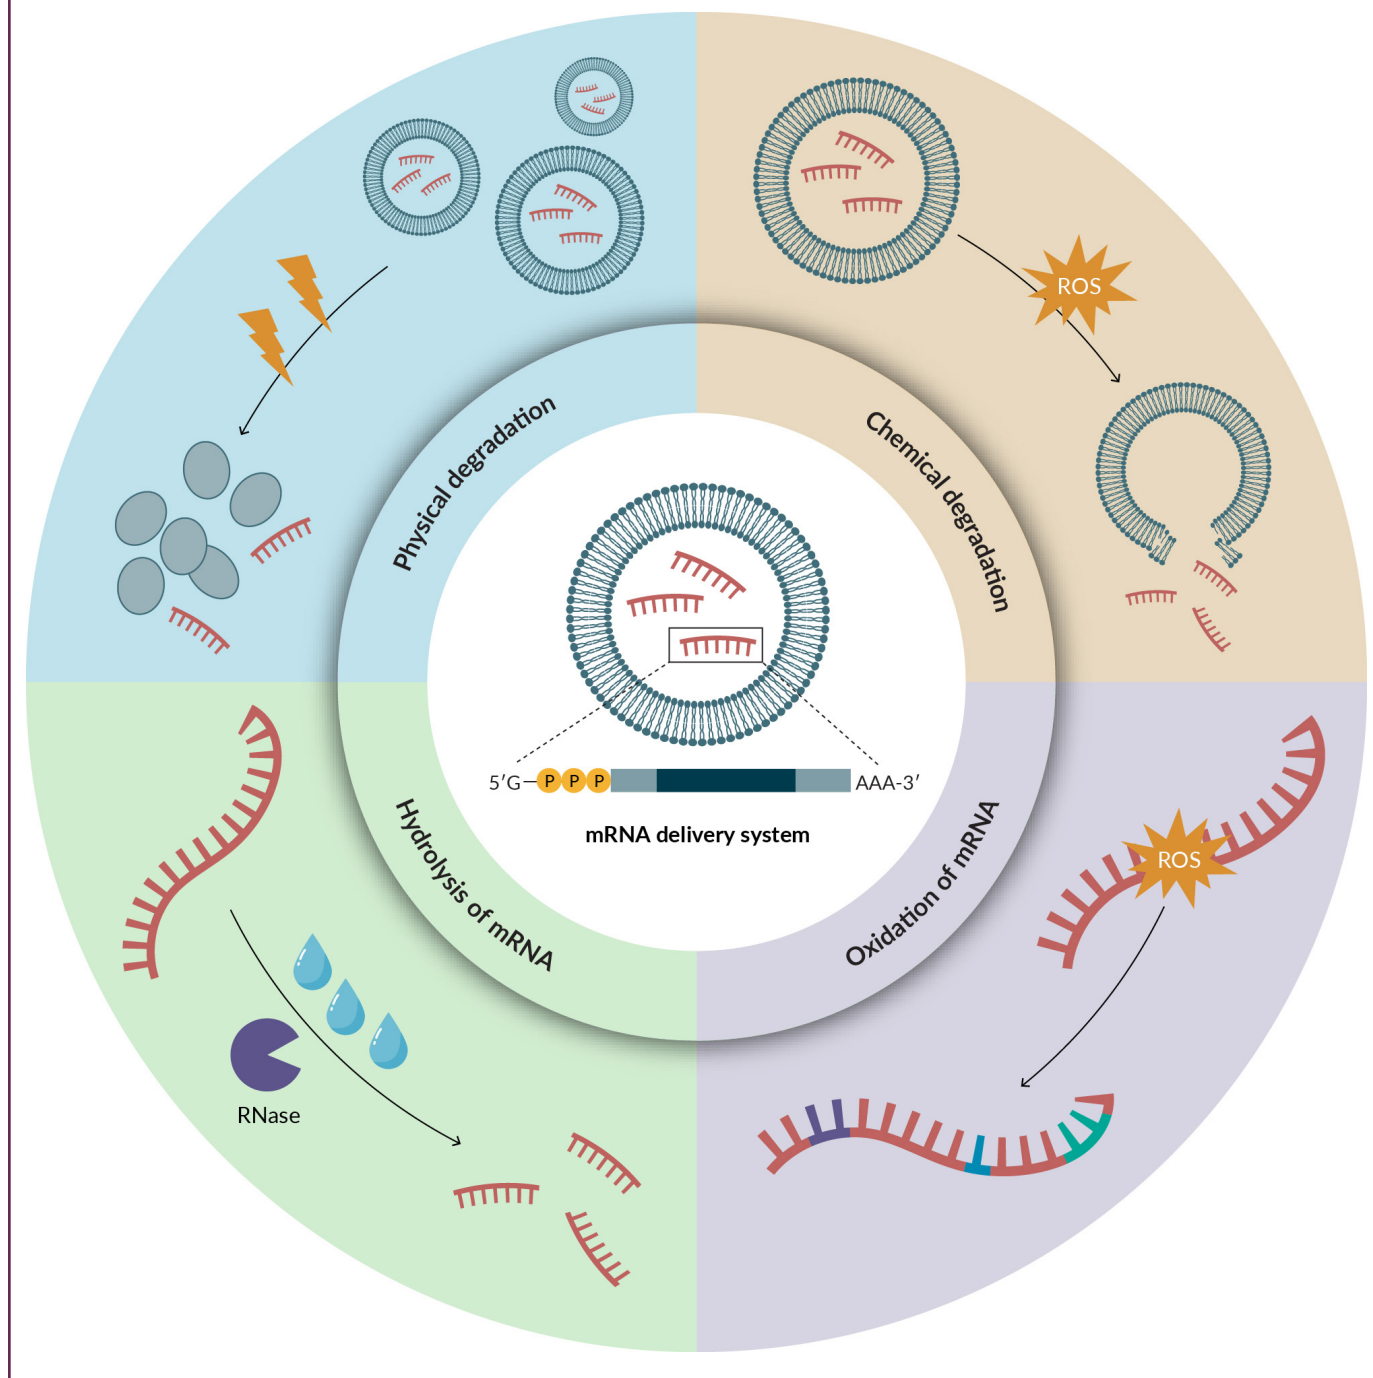 ROS
Physical degradation
Chemical degradation
5′G
P P P
AAA-3′
mRNA delivery system
Hydrolysis of mRNA
Oxidation of mRNA
ROS
RNase